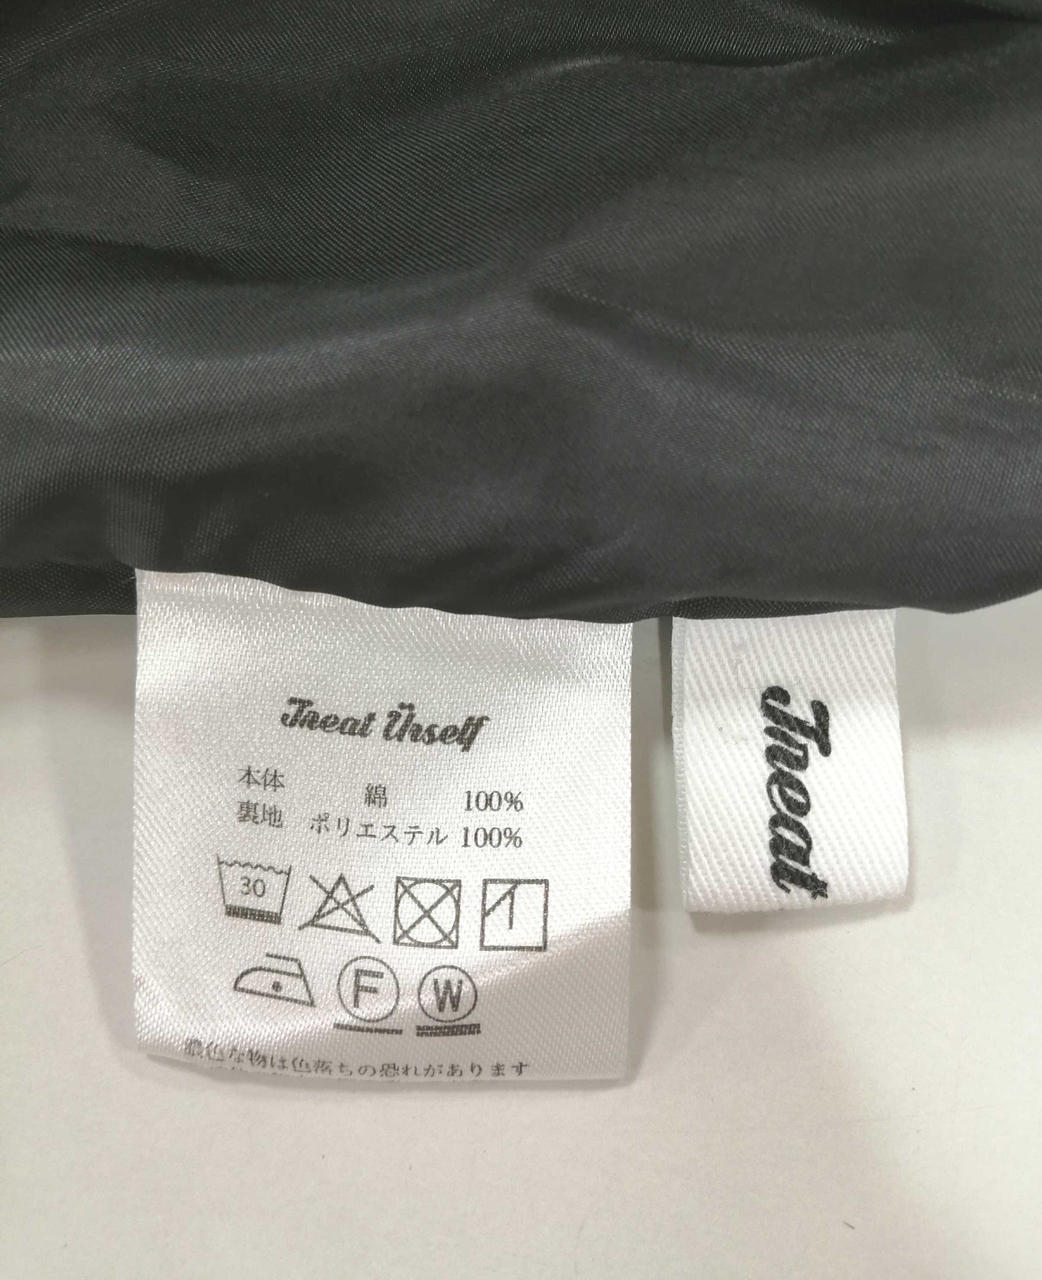 Treat Ürself
本体 綿 100%
裏地 ポリエステル 100%
30
F
W
濃色な物は色落ちの恐れがあります
Treat